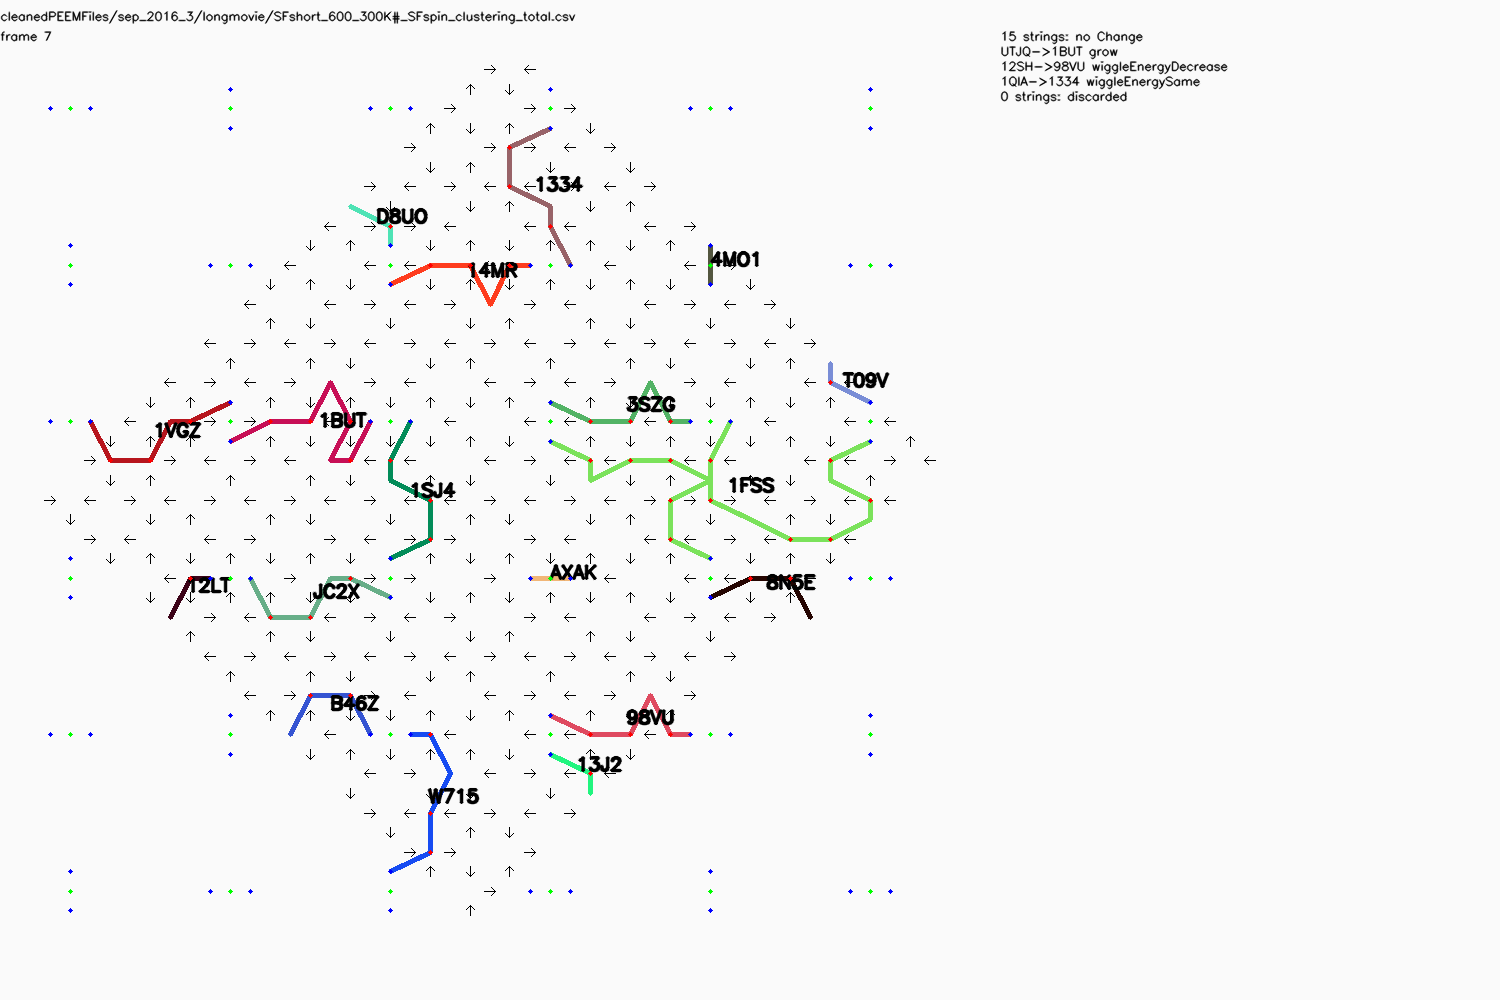 cleanedPEEMFiles/sep_2016_3/longmovie/SFshort_600_300K#_SFspin_clustering_total.csv
frame 7
15 strings: no Change
UTJQ->1BUT grow
12SH->98VU wiggleEnergyDecrease
1QIA->1334 wiggleEnergySame
0 strings: discarded
1334
D8UO
4MO1
14MR
T09V
3SZG
1BUT
1VGZ
1FSS
1SJ4
AXAK
8N5E
JC2X
B46Z
98VU
13J2
W715